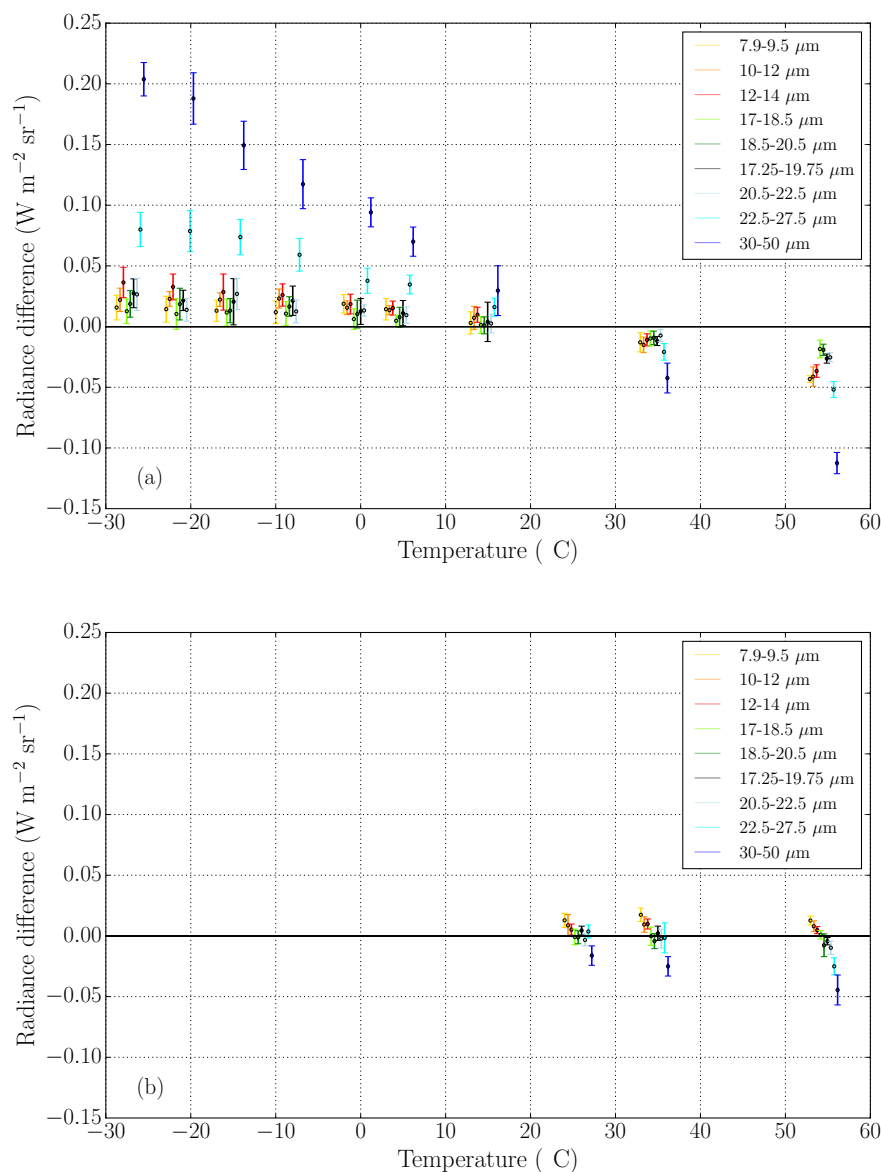 0.25
0.20
0.15
0.10
0.05
0.00
−0.05
−0.10
−0.15
Radiance difference (W m⁻² sr⁻¹)
7.9-9.5 μm
10-12 μm
12-14 μm
17-18.5 μm
18.5-20.5 μm
17.25-19.75 μm
20.5-22.5 μm
22.5-27.5 μm
30-50 μm
(a)
−30 −20 −10 0 10 20 30 40 50 60
Temperature ( C)
0.25
0.20
0.15
0.10
0.05
0.00
−0.05
−0.10
−0.15
Radiance difference (W m⁻² sr⁻¹)
7.9-9.5 μm
10-12 μm
12-14 μm
17-18.5 μm
18.5-20.5 μm
17.25-19.75 μm
20.5-22.5 μm
22.5-27.5 μm
30-50 μm
(b)
−30 −20 −10 0 10 20 30 40 50 60
Temperature ( C)